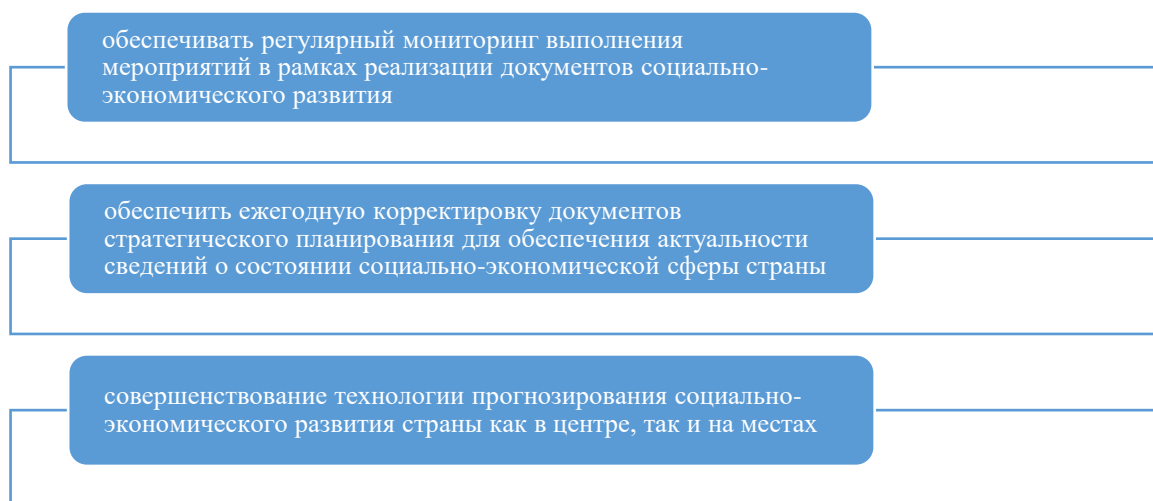 обеспечивать регулярный мониторинг выполнения
мероприятий в рамках реализации документов социально-
экономического развития
обеспечить ежегодную корректировку документов
стратегического планирования для обеспечения актуальности
сведений о состоянии социально-экономической сферы страны
совершенствование технологии прогнозирования социально-
экономического развития страны как в центре, так и на местах